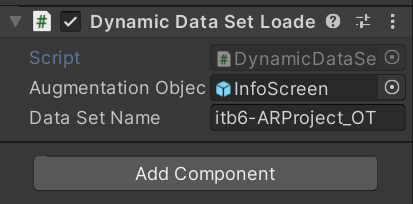 Dynamic Data Set Loade
Script DynamicDataSe
Augmentation Objec InfoScreen
Data Set Name itb6-ARProject_OT
Add Component